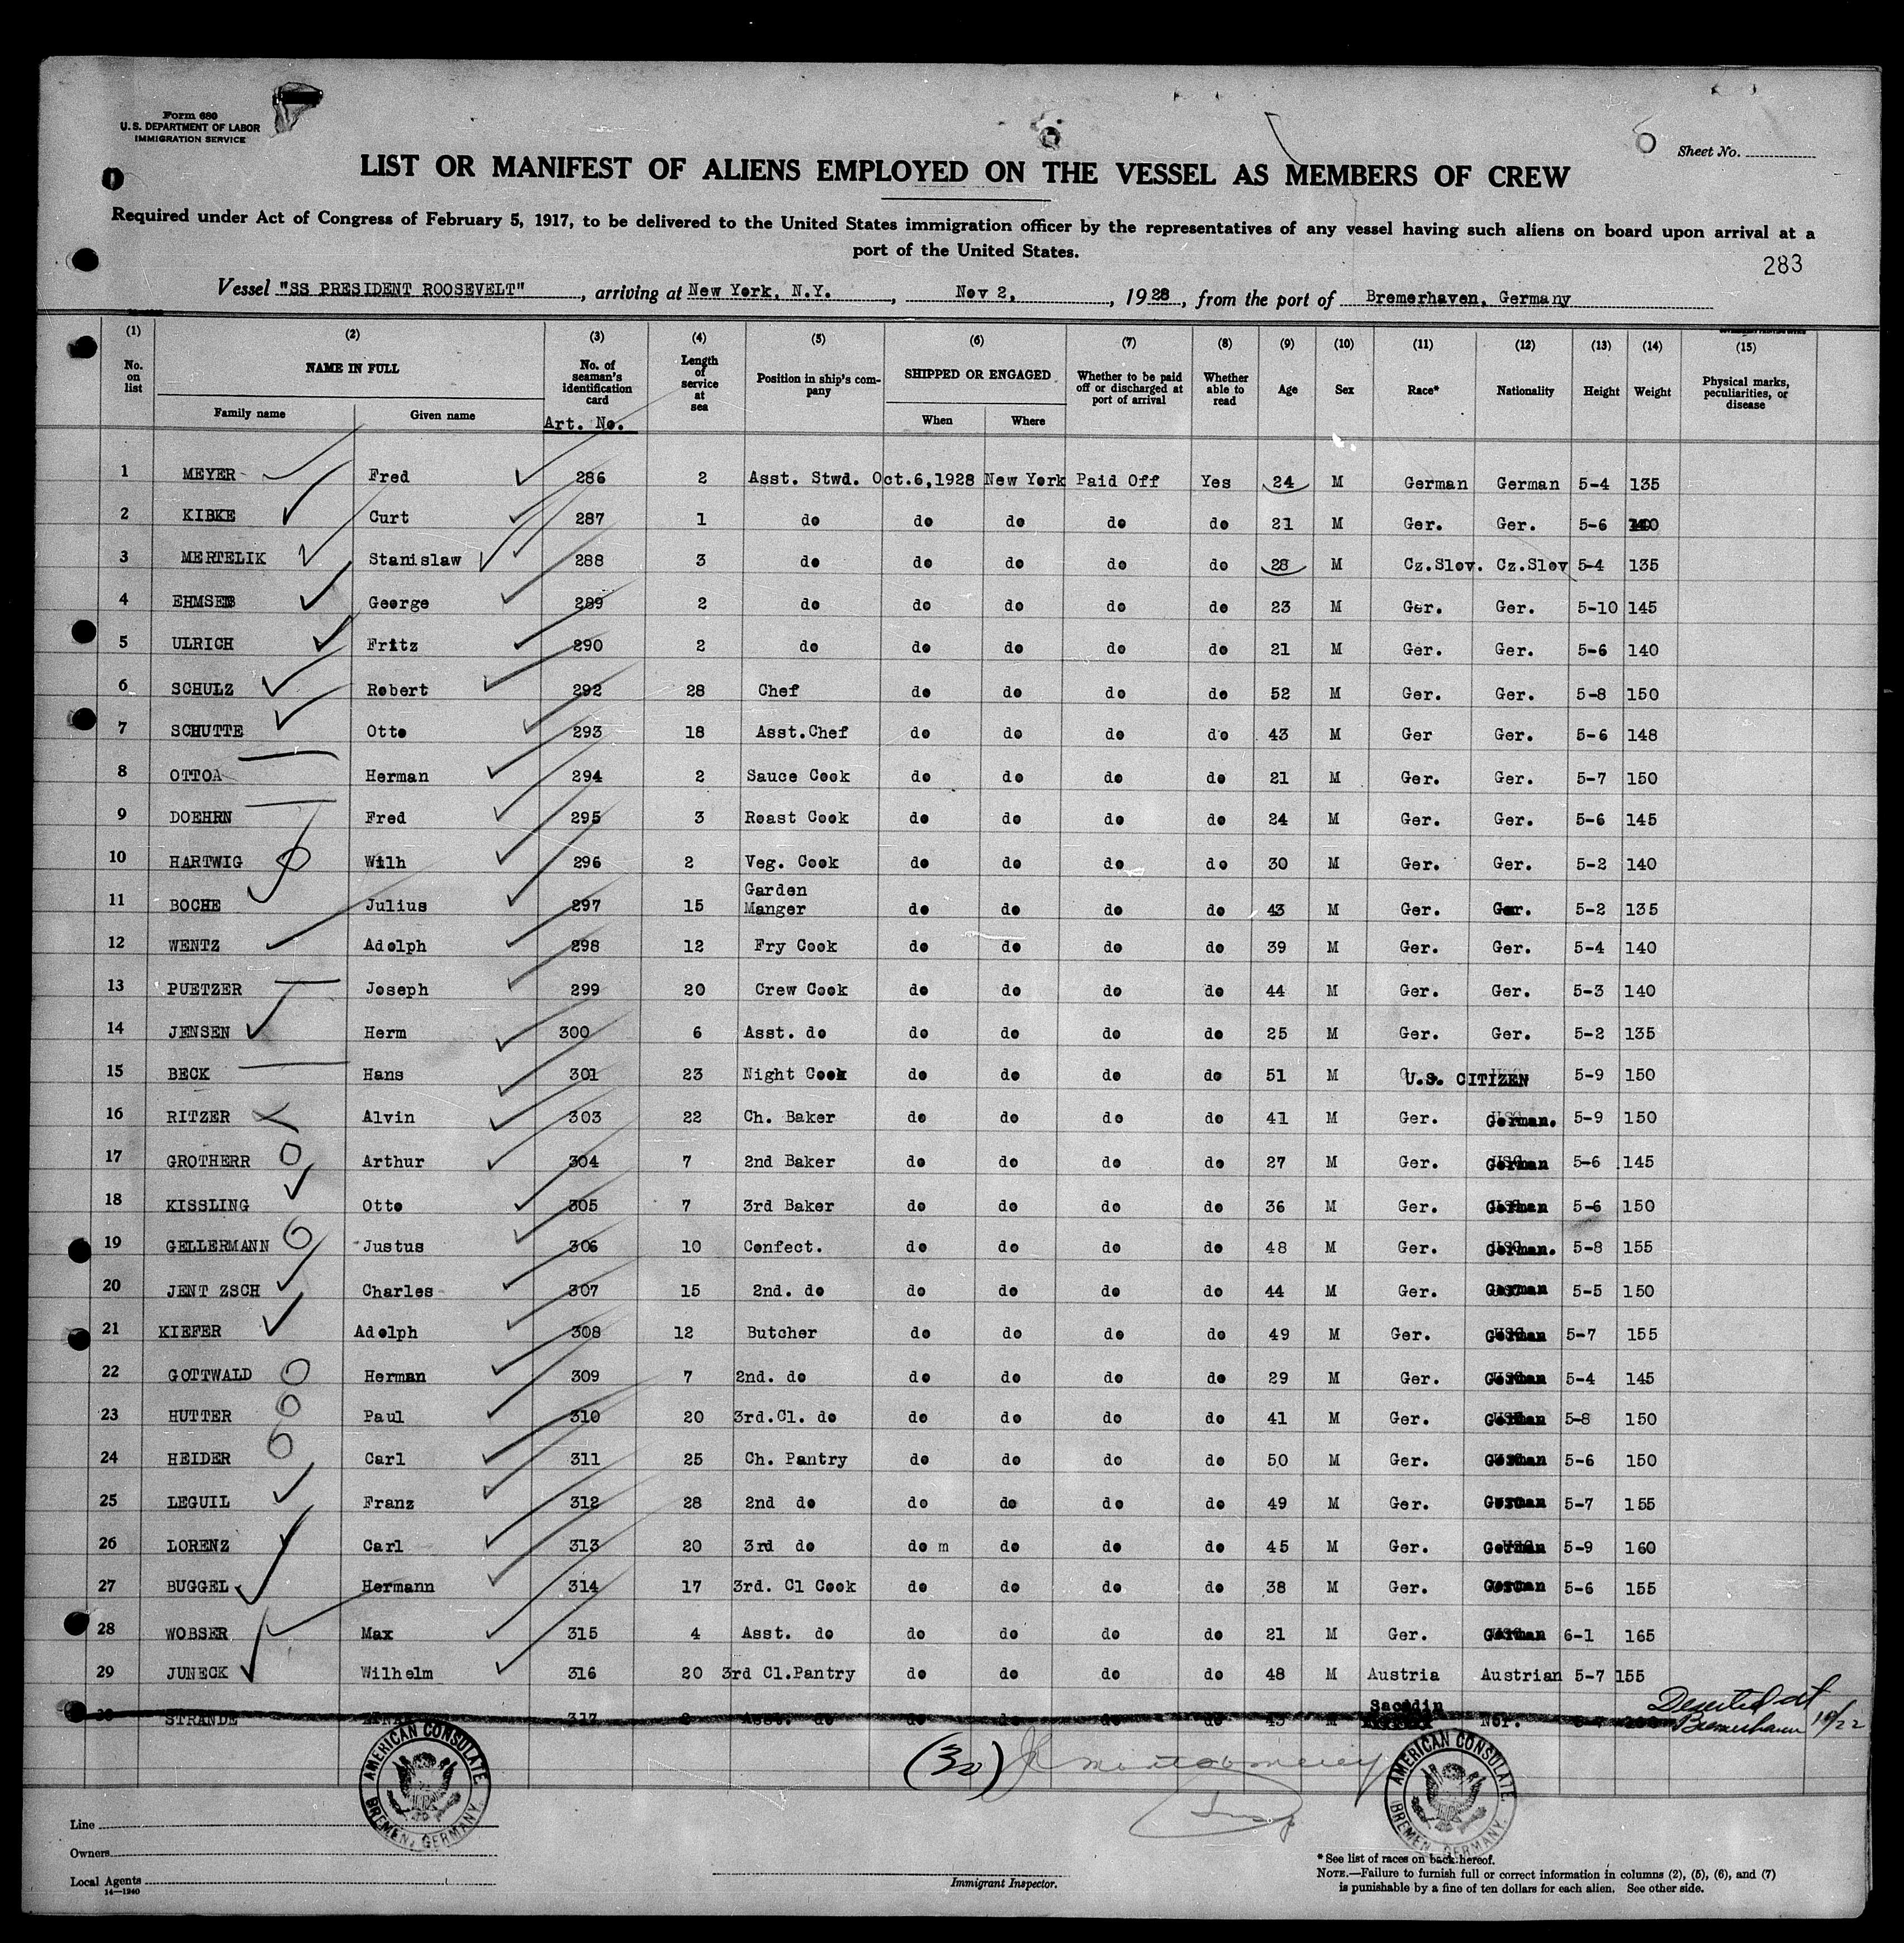 Form 680
U. S. DEPARTMENT OF LABOR
IMMIGRATION SERVICE
Sheet No.
LIST OR MANIFEST OF ALIENS EMPLOYED ON THE VESSEL AS MEMBERS OF CREW
Required under Act of Congress of February 5, 1917, to be delivered to the United States immigration officer by the representatives of any vessel having such aliens on board upon arrival at a
port of the United States.
283
Vessel "SS PRESIDENT ROOSEVELT", arriving at New York, N.Y., Nov 2, 1928, from the port of Bremerhaven, Germany
(1) (2) (3) (4) (5) (6) (7) (8) (9) (10) (11) (12) (13) (14) (15)
No. on list NAME IN FULL Family name Given name No. of seaman's identification card Art. No. Length of service at sea Position in ship's company SHIPPED OR ENGAGED When Where Whether to be paid off or discharged at port of arrival Whether able to read Age Sex Race* Nationality Height Weight Physical marks, peculiarities, or disease
1 MEYER Fred 286 2 Asst. Stwd. Oct.6,1928 New York Paid Off Yes 24 M German German 5-4 135
2 KIBKE Curt 287 1 do do do do do 21 M Ger. Ger. 5-6 140
3 MERTELIK Stanislaw 288 3 do do do do do 28 M Cz.Slov. Cz.Slov 5-4 135
4 EHMSEN George 289 2 do do do do do 23 M Ger. Ger. 5-10 145
5 ULRICH Fritz 290 2 do do do do do 21 M Ger. Ger. 5-6 140
6 SCHULZ Robert 292 28 Chef do do do do 52 M Ger. Ger. 5-8 150
7 SCHUTTE Otto 293 18 Asst.Chef do do do do 43 M Ger Ger. 5-6 148
8 OTTOA Herman 294 2 Sauce Cook do do do do 21 M Ger. Ger. 5-7 150
9 DOEHRN Fred 295 3 Roast Cook do do do do 24 M Ger. Ger. 5-6 145
10 HARTWIG Wilh 296 2 Veg. Cook do do do do 30 M Ger. Ger. 5-2 140
11 BOCHE Julius 297 15 Garden Manger do do do do 43 M Ger. Ger. 5-2 135
12 WENTZ Adolph 298 12 Fry Cook do do do do 39 M Ger. Ger. 5-4 140
13 PUETZER Joseph 299 20 Crew Cook do do do do 44 M Ger. Ger. 5-3 140
14 JENSEN Herm 300 6 Asst. do do do do do 25 M Ger. Ger. 5-2 135
15 BECK Hans 301 23 Night Cook do do do do 51 M U.S. CITIZEN 5-9 150
16 RITZER Alvin 303 22 Ch. Baker do do do do 41 M Ger. German. 5-9 150
17 GROTHERR Arthur 304 7 2nd Baker do do do do 27 M Ger. German 5-6 145
18 KISSLING Otto 305 7 3rd Baker do do do do 36 M Ger. German 5-6 150
19 GELLERMANN Justus 306 10 Confect. do do do do 48 M Ger. German. 5-8 155
20 JENT ZSCH Charles 307 15 2nd. do do do do do 44 M Ger. German 5-5 150
21 KIEFER Adolph 308 12 Butcher do do do do 49 M Ger. German 5-7 155
22 GOTTWALD Herman 309 7 2nd. do do do do do 29 M Ger. German 5-4 145
23 HUTTER Paul 310 20 3rd.Cl. do do do do do 41 M Ger. German 5-8 150
24 HEIDER Carl 311 25 Ch. Pantry do do do do 50 M Ger. German 5-6 150
25 LEGUIL Franz 312 28 2nd do do do do do 49 M Ger. German 5-7 155
26 LORENZ Carl 313 20 3rd do do m do do do 45 M Ger. German 5-9 160
27 BUGGEL Hermann 314 17 3rd. Cl Cook do do do do 38 M Ger. German 5-6 155
28 WOBSER Max 315 4 Asst. do do do do do 21 M Ger. German 6-1 165
29 JUNECK Wilhelm 316 20 3rd Cl.Pantry do do do do 48 M Austria Austrian 5-7 155
30 STRANDE 317 Asst. do do do do do 43 M Nor. Deserted at Bremerhaven 10/22
(30) J Montgomery
Insp
AMERICAN CONSULATE BREMEN, GERMANY.
AMERICAN CONSULATE BREMEN, GERMANY.
Line
Owners
Local Agents
14—1240
Immigrant Inspector.
* See list of races on back hereof.
NOTE.—Failure to furnish full or correct information in columns (2), (5), (6), and (7)
is punishable by a fine of ten dollars for each alien. See other side.